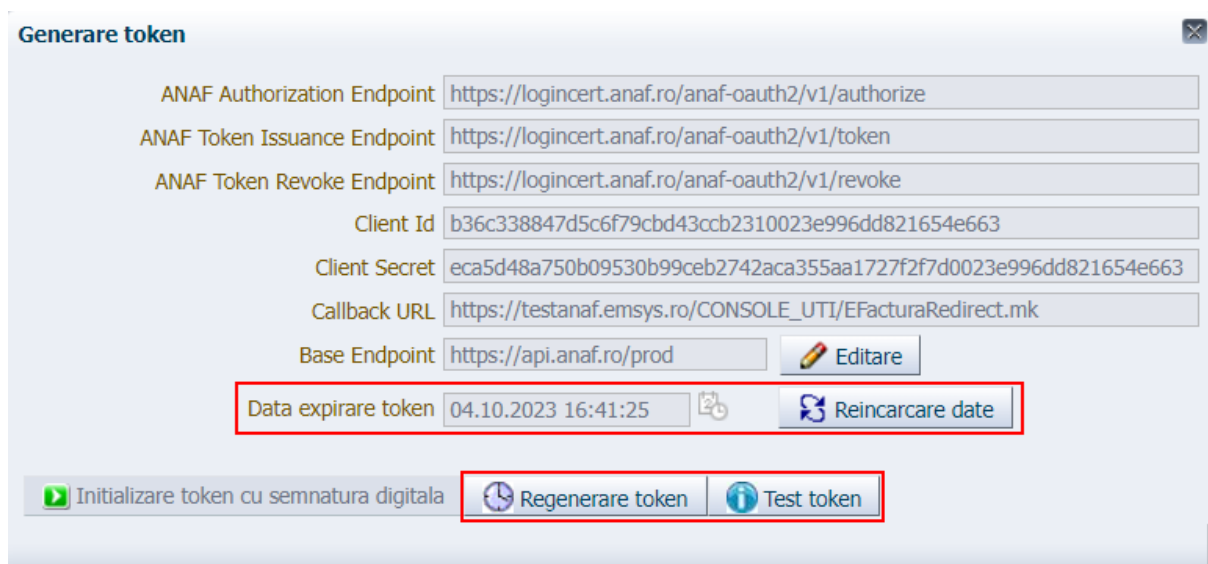 Generare token
ANAF Authorization Endpoint https://logincert.anaf.ro/anaf-oauth2/v1/authorize
ANAF Token Issuance Endpoint https://logincert.anaf.ro/anaf-oauth2/v1/token
ANAF Token Revoke Endpoint https://logincert.anaf.ro/anaf-oauth2/v1/revoke
Client Id b36c338847d5c6f79cbd43ccb2310023e996dd821654e663
Client Secret eca5d48a750b09530b99ceb2742aca355aa1727f2f7d0023e996dd821654e663
Callback URL https://testanaf.emsys.ro/CONSOLE_UTI/EFacturaRedirect.mk
Base Endpoint https://api.anaf.ro/prod Editare
Data expirare token 04.10.2023 16:41:25 Reincarcare date
Initializare token cu semnatura digitala Regenerare token Test token